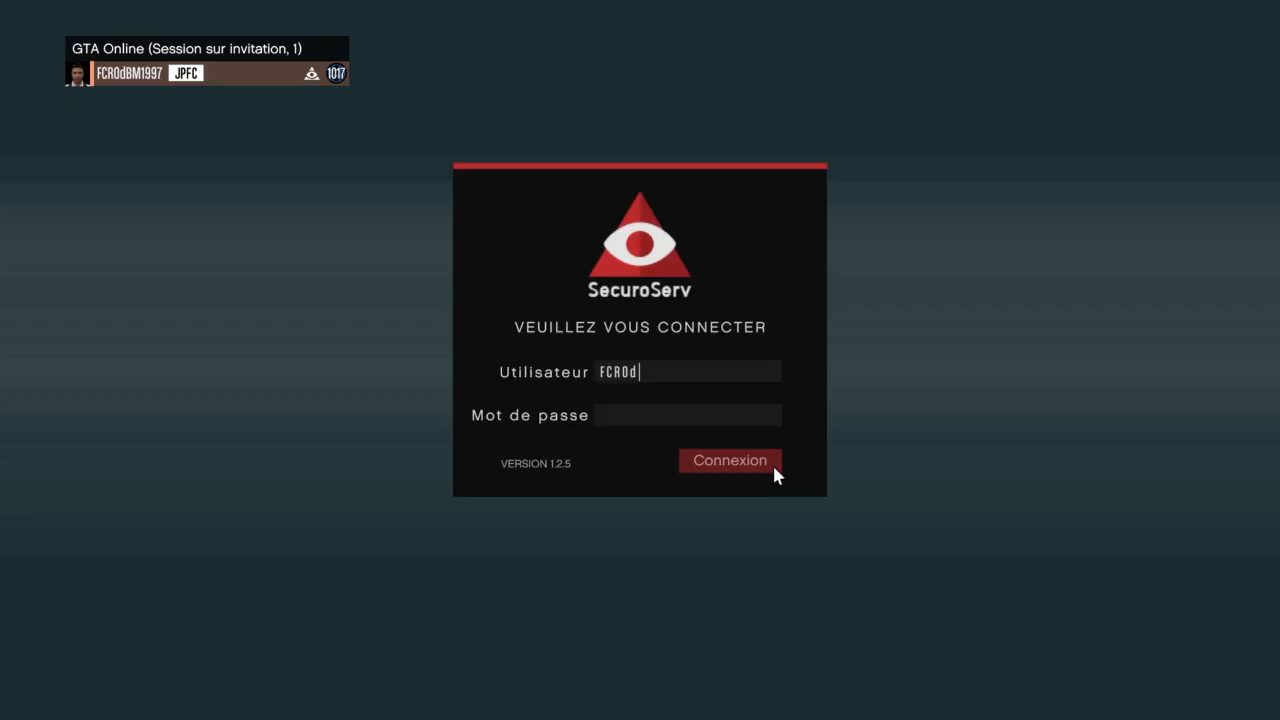 GTA Online (Session sur invitation, 1)
FCR0dBM1997 JPFC 1017
SecuroServ
VEUILLEZ VOUS CONNECTER
Utilisateur FCR0d
Mot de passe
VERSION 1.2.5 Connexion